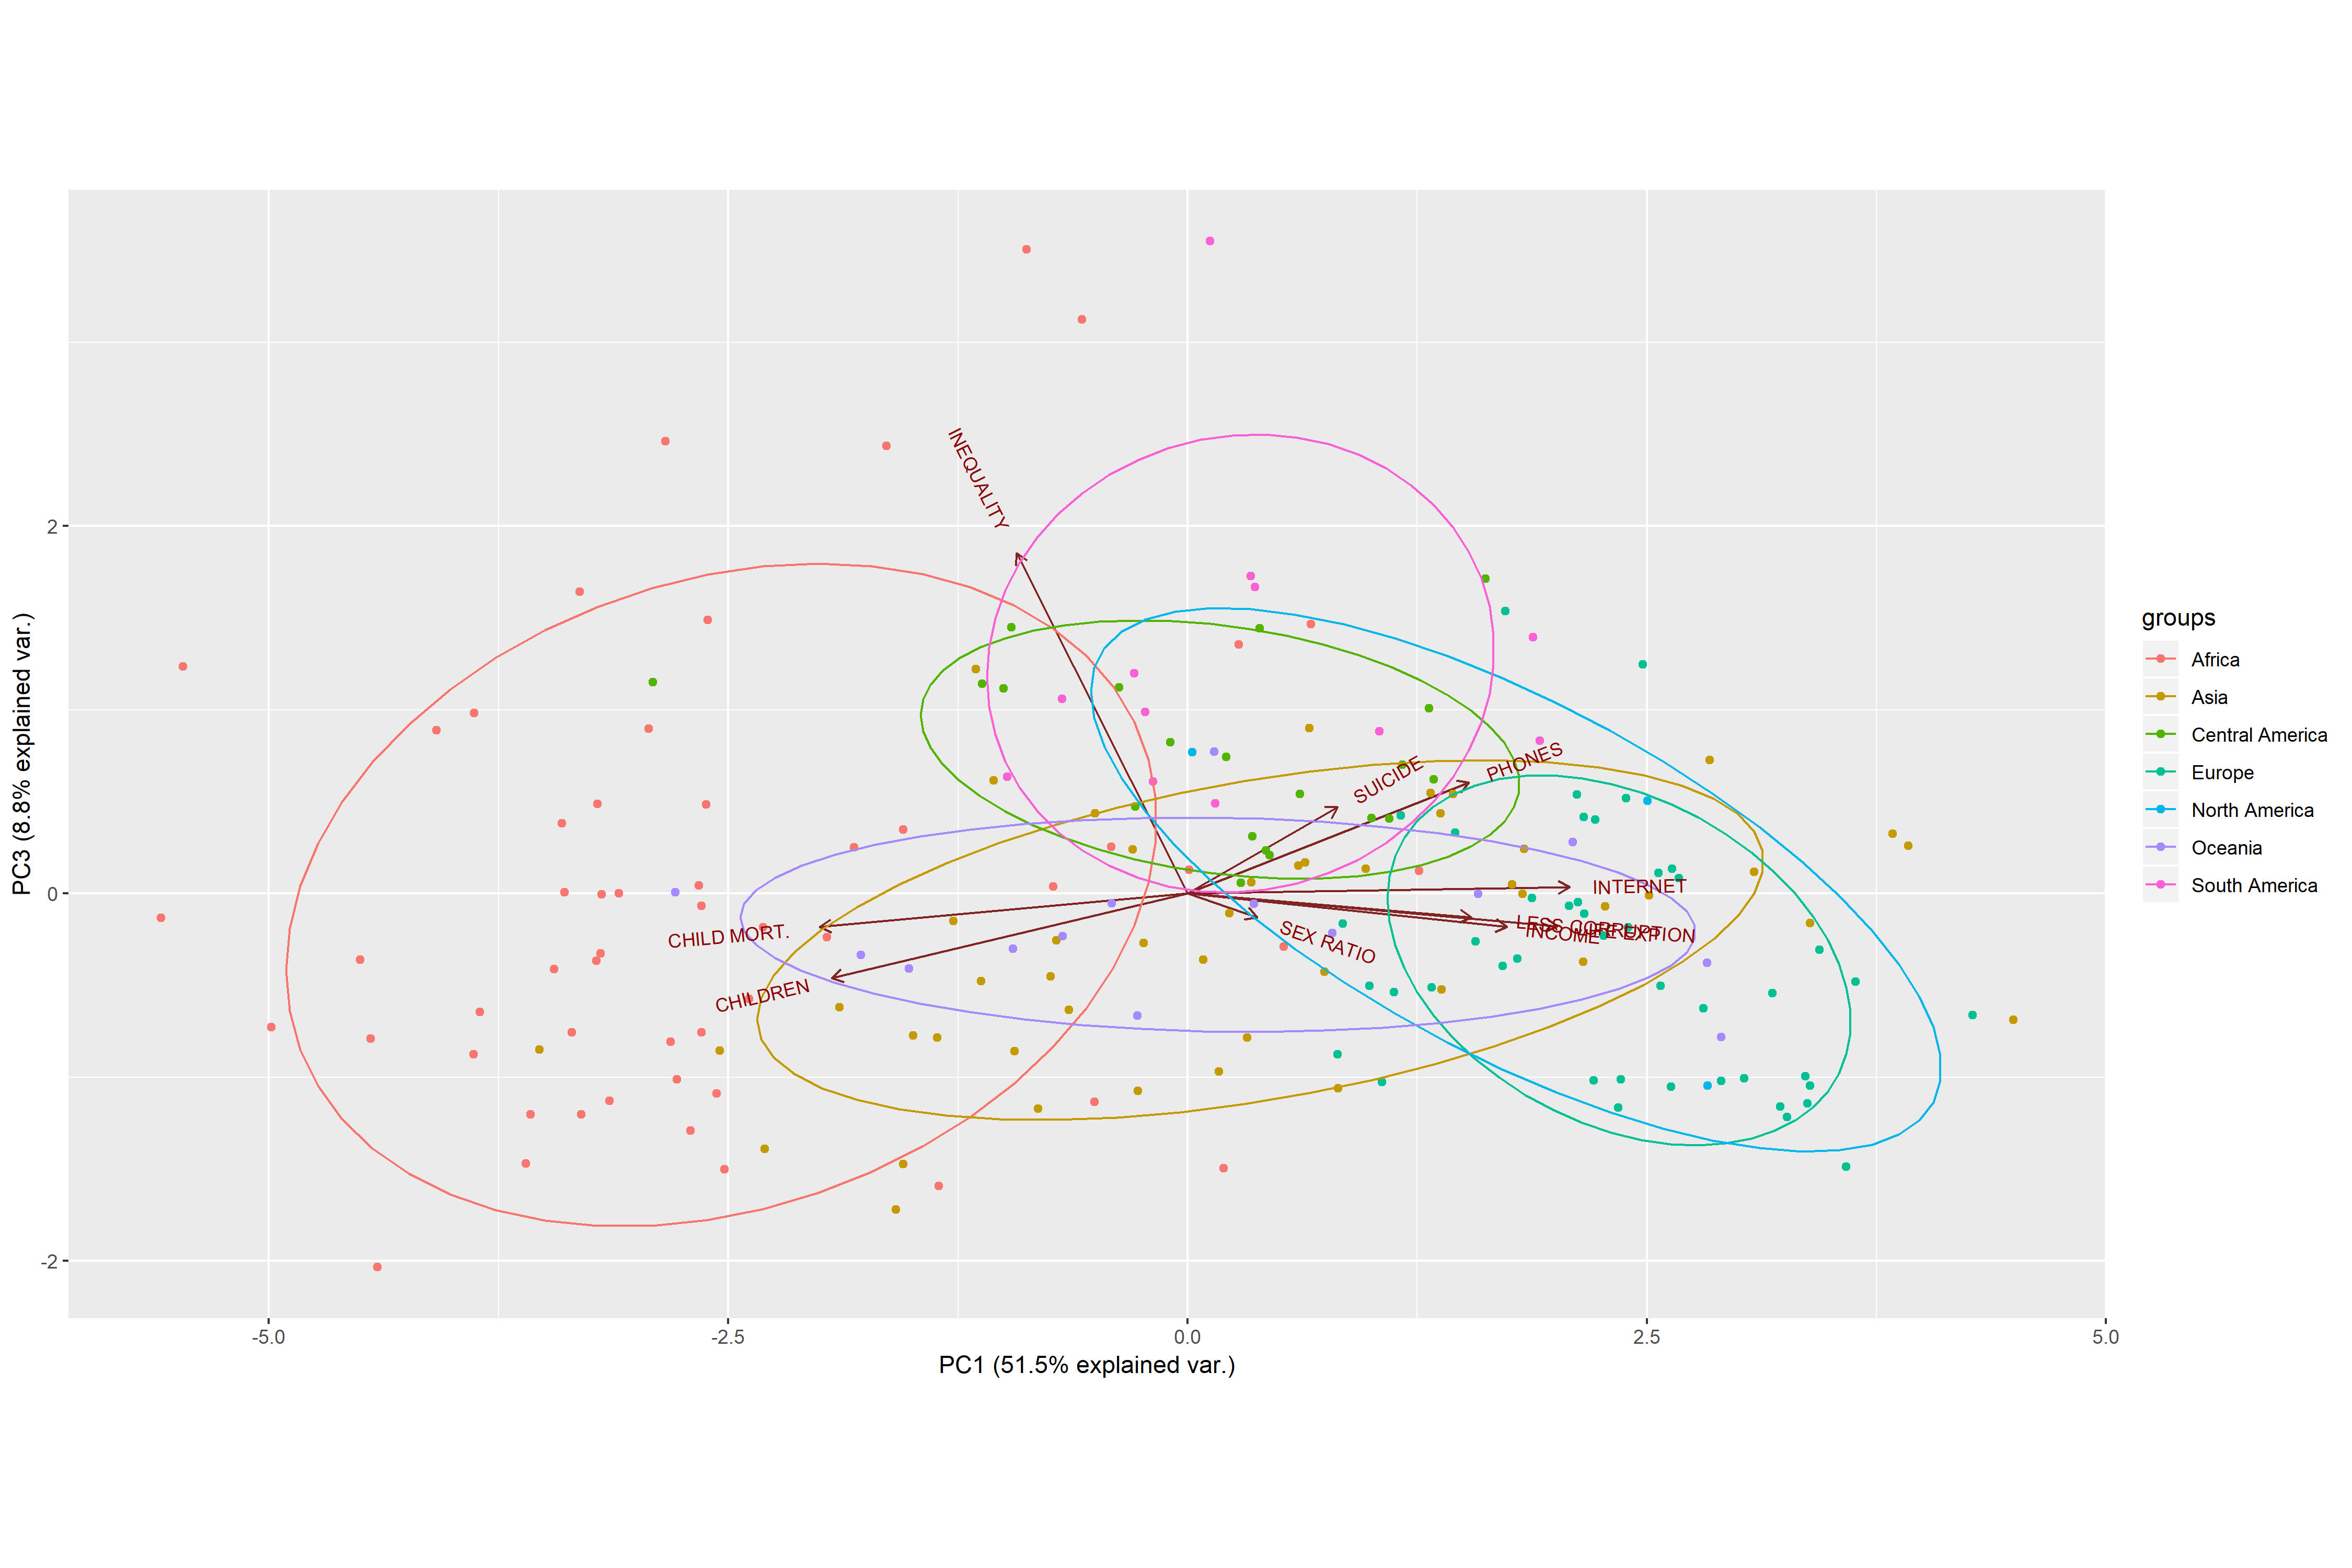 INEQUALITY
SUICIDE
PHONES
INTERNET
LESS CORRUPT
INCOME
CHILD MORT.
SEX RATIO
CHILDREN
2
0
-2
-5.0
-2.5
0.0
2.5
5.0
PC1 (51.5% explained var.)
PC3 (8.8% explained var.)
groups
Africa
Asia
Central America
Europe
North America
Oceania
South America